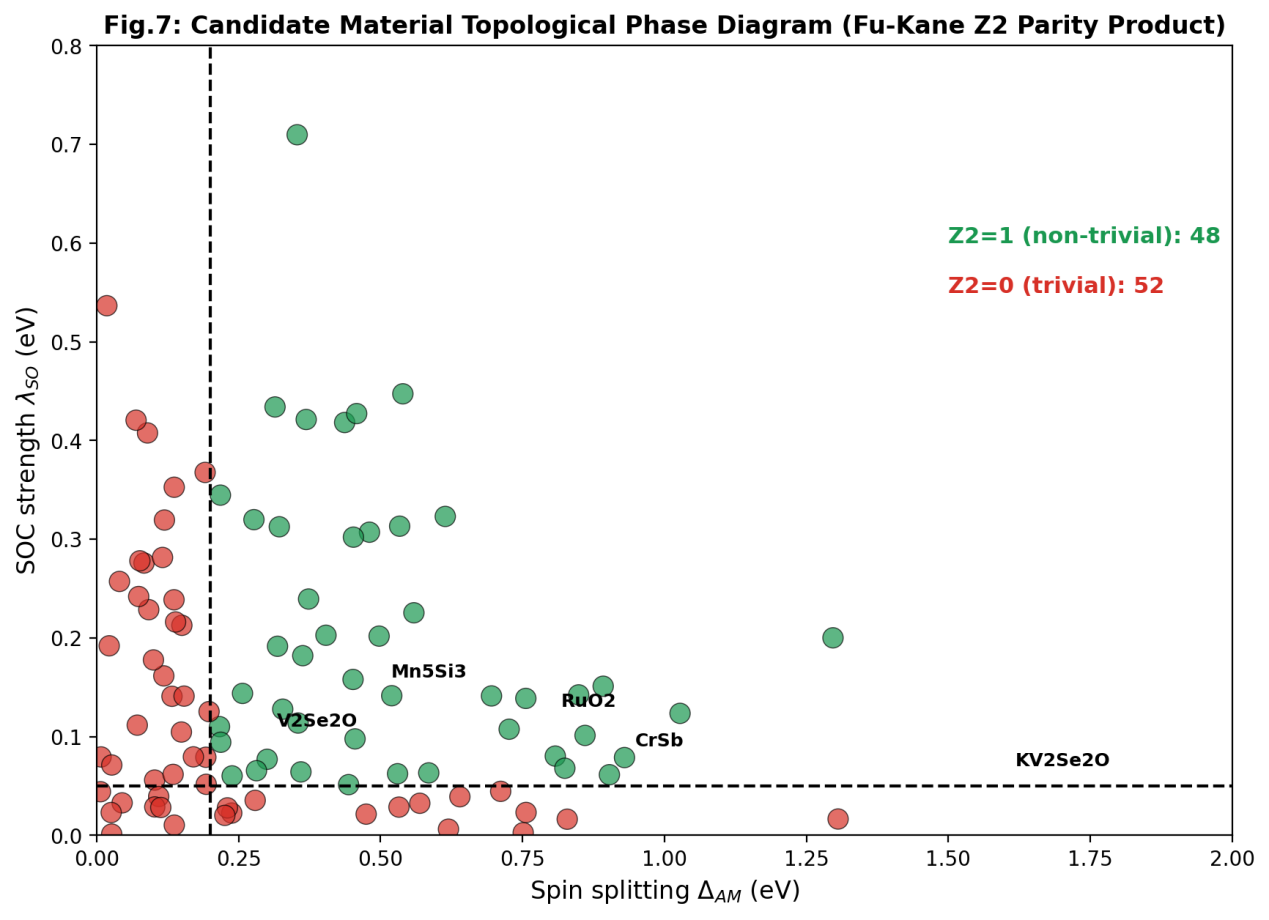 Fig.7: Candidate Material Topological Phase Diagram (Fu-Kane Z2 Parity Product)
0.8
0.7
0.6
0.5
0.4
0.3
0.2
0.1
0.0
SOC strength λSO (eV)
Z2=1 (non-trivial): 48
Z2=0 (trivial): 52
Mn5Si3
RuO2
V2Se2O
CrSb
KV2Se2O
0.00 0.25 0.50 0.75 1.00 1.25 1.50 1.75 2.00
Spin splitting ΔAM (eV)